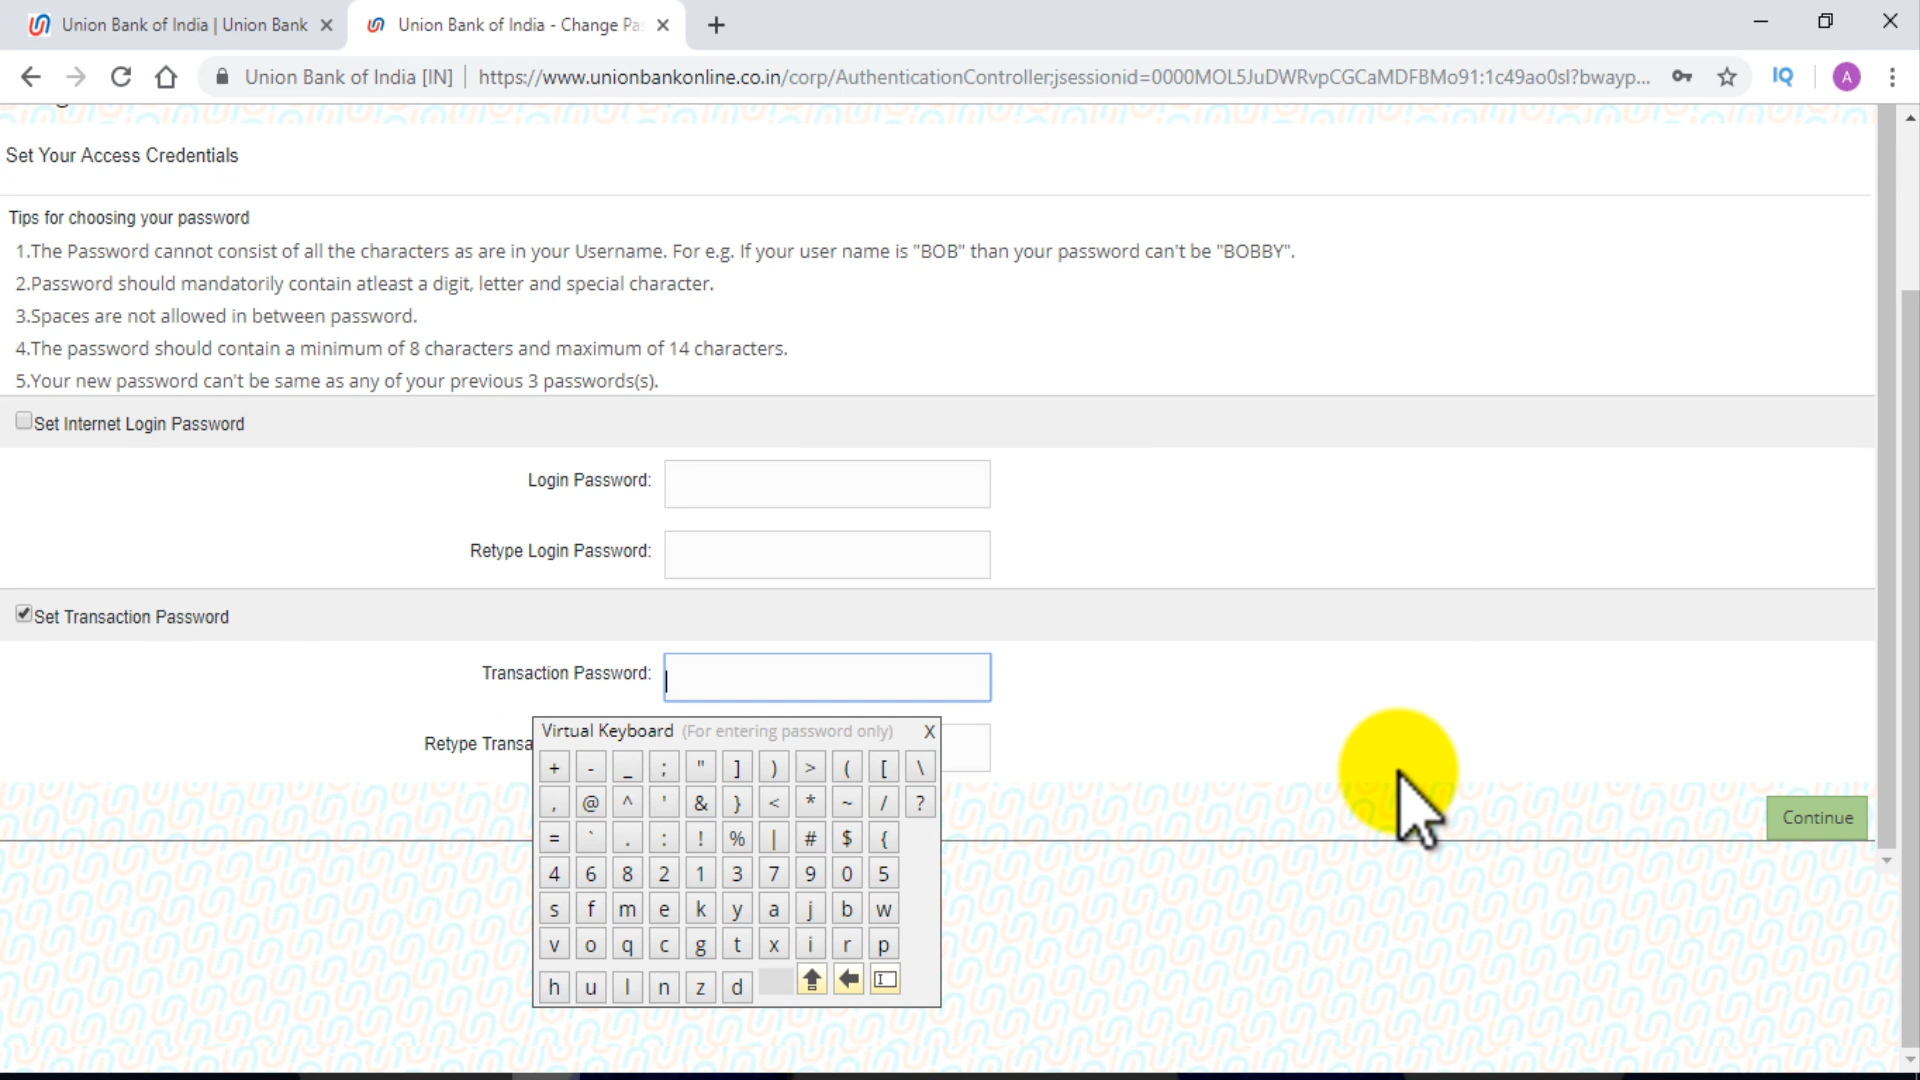 Union Bank of India | Union Bank
Union Bank of India - Change Pa
Union Bank of India [IN] https://www.unionbankonline.co.in/corp/AuthenticationController;jsessionid=0000MOL5JuDWRvpCGCaMDFBMo91:1c49ao0sl?bwayp... IQ A
Set Your Access Credentials
Tips for choosing your password
1.The Password cannot consist of all the characters as are in your Username. For e.g. If your user name is "BOB" than your password can't be "BOBBY".
2.Password should mandatorily contain atleast a digit, letter and special character.
3.Spaces are not allowed in between password.
4.The password should contain a minimum of 8 characters and maximum of 14 characters.
5.Your new password can't be same as any of your previous 3 passwords(s).
Set Internet Login Password
Login Password:
Retype Login Password:
Set Transaction Password
Transaction Password:
Retype Transa
Virtual Keyboard (For entering password only) X
+ - _ ; " ] ) > ( [ \
, @ ^ ' & } < * ~ / ?
= ` . : ! % | # $ {
4 6 8 2 1 3 7 9 0 5
s f m e k y a j b w
v o q c g t x i r p
h u l n z d
Continue